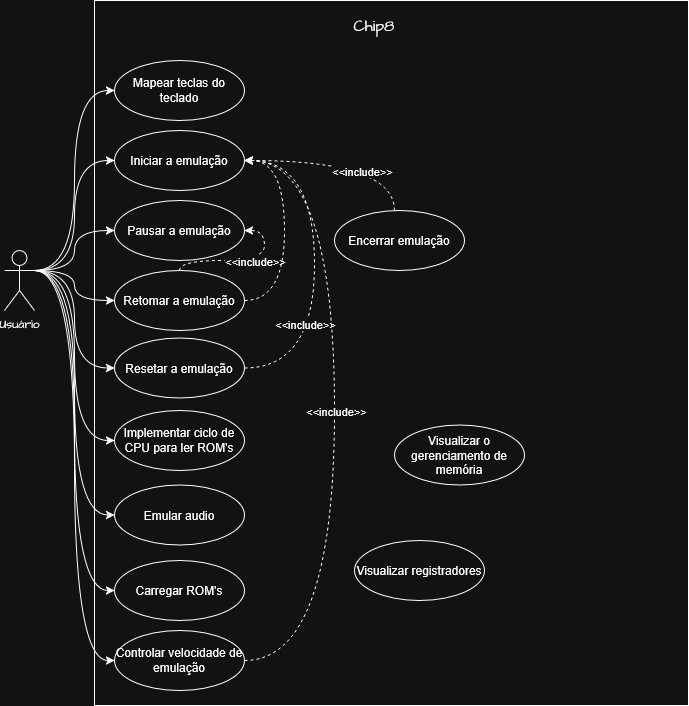 Chip8
Mapear teclas do
teclado
Iniciar a emulação
<<include>>
Pausar a emulação
Encerrar emulação
<<include>>
Retomar a emulação
Usuário
<<include>>
Resetar a emulação
<<include>>
Implementar ciclo de
CPU para ler ROM's
Visualizar o
gerenciamento de
memória
Emular audio
Visualizar registradores
Carregar ROM's
Controlar velocidade de
emulação